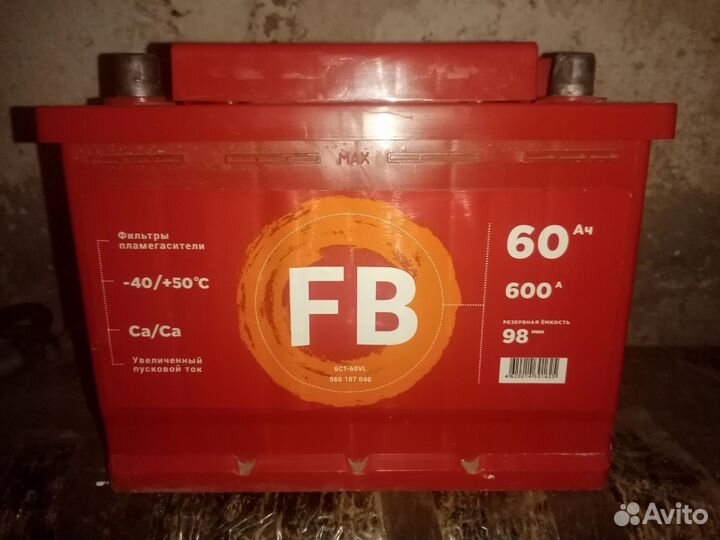 MAX
Фильтры
пламегасители
-40/+50°C
Ca/Ca
Увеличенный
пусковой ток
FB
6СТ-60VL
560 107 040
60 Ач
600 А
РЕЗЕРВНАЯ ЁМКОСТЬ
98 мин
4620014501623
Avito